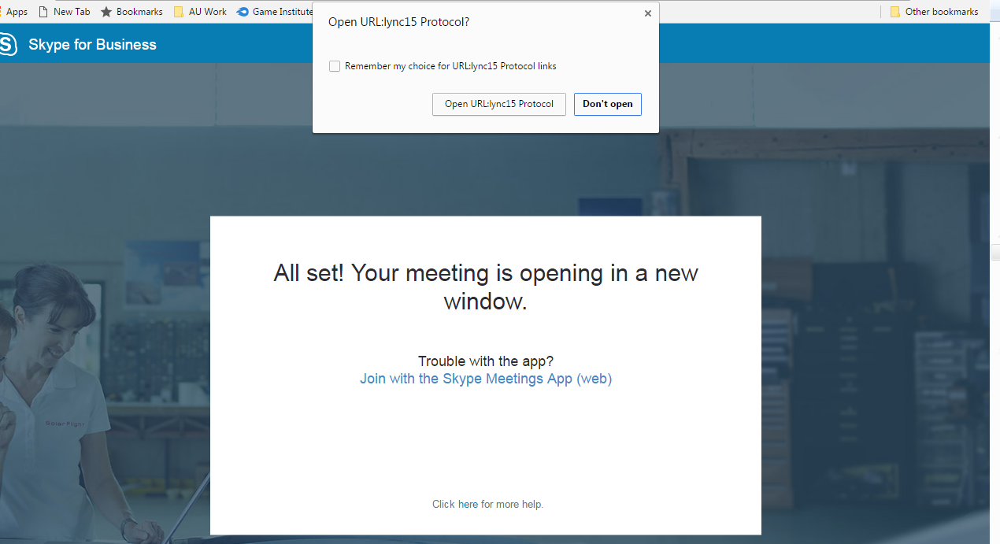 Apps New Tab Bookmarks AU Work Game Institute Other bookmarks
Open URL:lync15 Protocol?
Remember my choice for URL:lync15 Protocol links
Open URL:lync15 Protocol Don't open
S Skype for Business
All set! Your meeting is opening in a new
window.
Trouble with the app?
Join with the Skype Meetings App (web)
SolarFlight
Click here for more help.